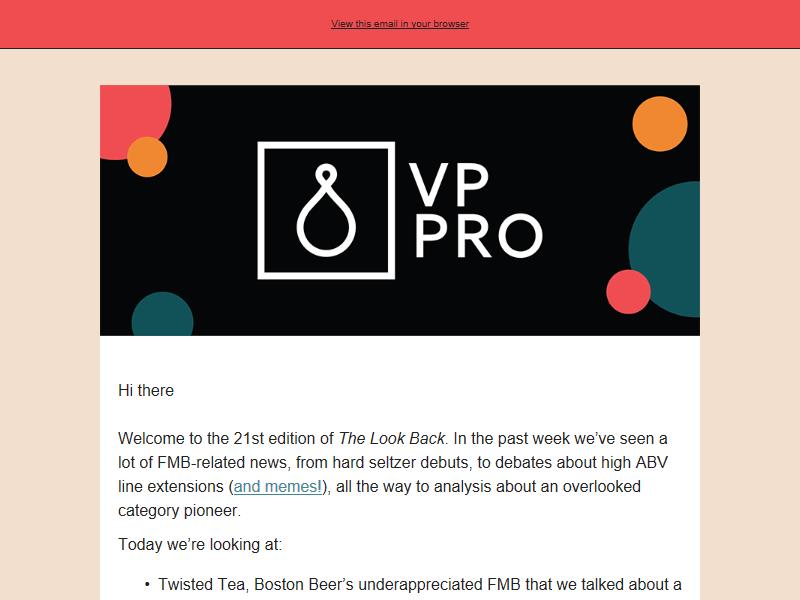 View this email in your browser
VP
PRO
Hi there
Welcome to the 21st edition of The Look Back. In the past week we’ve seen a
lot of FMB-related news, from hard seltzer debuts, to debates about high ABV
line extensions (and memes!), all the way to analysis about an overlooked
category pioneer.
Today we’re looking at:
• Twisted Tea, Boston Beer’s underappreciated FMB that we talked about a